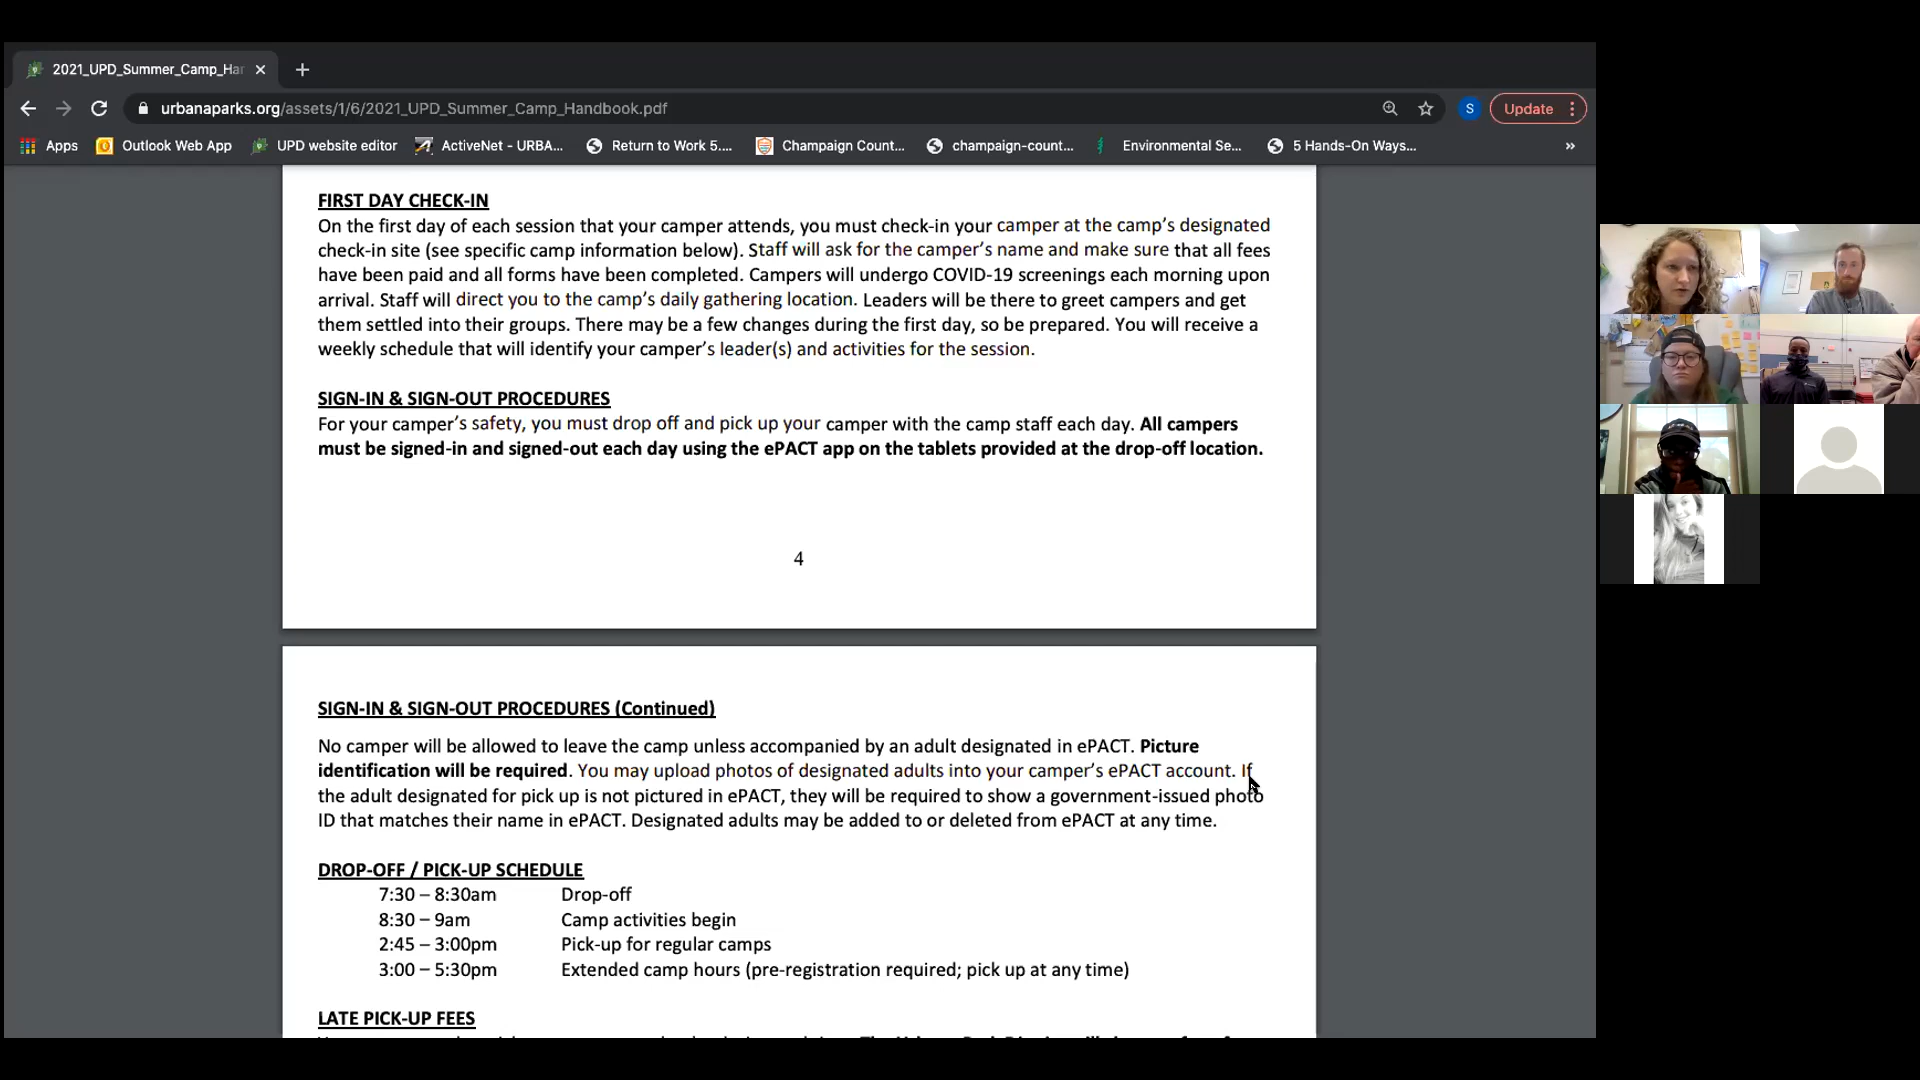 2021_UPD_Summer_Camp_Har
urbanaparks.org/assets/1/6/2021_UPD_Summer_Camp_Handbook.pdf
S
Update
Apps
Outlook Web App
UPD website editor
ActiveNet - URBA...
Return to Work 5....
Champaign Count...
champaign-count...
Environmental Se...
5 Hands-On Ways...
»
FIRST DAY CHECK-IN
On the first day of each session that your camper attends, you must check-in your camper at the camp's designated
check-in site (see specific camp information below). Staff will ask for the camper's name and make sure that all fees
have been paid and all forms have been completed. Campers will undergo COVID-19 screenings each morning upon
arrival. Staff will direct you to the camp's daily gathering location. Leaders will be there to greet campers and get
them settled into their groups. There may be a few changes during the first day, so be prepared. You will receive a
weekly schedule that will identify your camper's leader(s) and activities for the session.
SIGN-IN & SIGN-OUT PROCEDURES
For your camper's safety, you must drop off and pick up your camper with the camp staff each day. All campers
must be signed-in and signed-out each day using the ePACT app on the tablets provided at the drop-off location.
4
SIGN-IN & SIGN-OUT PROCEDURES (Continued)
No camper will be allowed to leave the camp unless accompanied by an adult designated in ePACT. Picture
identification will be required. You may upload photos of designated adults into your camper's ePACT account. If
the adult designated for pick up is not pictured in ePACT, they will be required to show a government-issued photo
ID that matches their name in ePACT. Designated adults may be added to or deleted from ePACT at any time.
DROP-OFF / PICK-UP SCHEDULE
7:30 – 8:30am Drop-off
8:30 – 9am Camp activities begin
2:45 – 3:00pm Pick-up for regular camps
3:00 – 5:30pm Extended camp hours (pre-registration required; pick up at any time)
LATE PICK-UP FEES